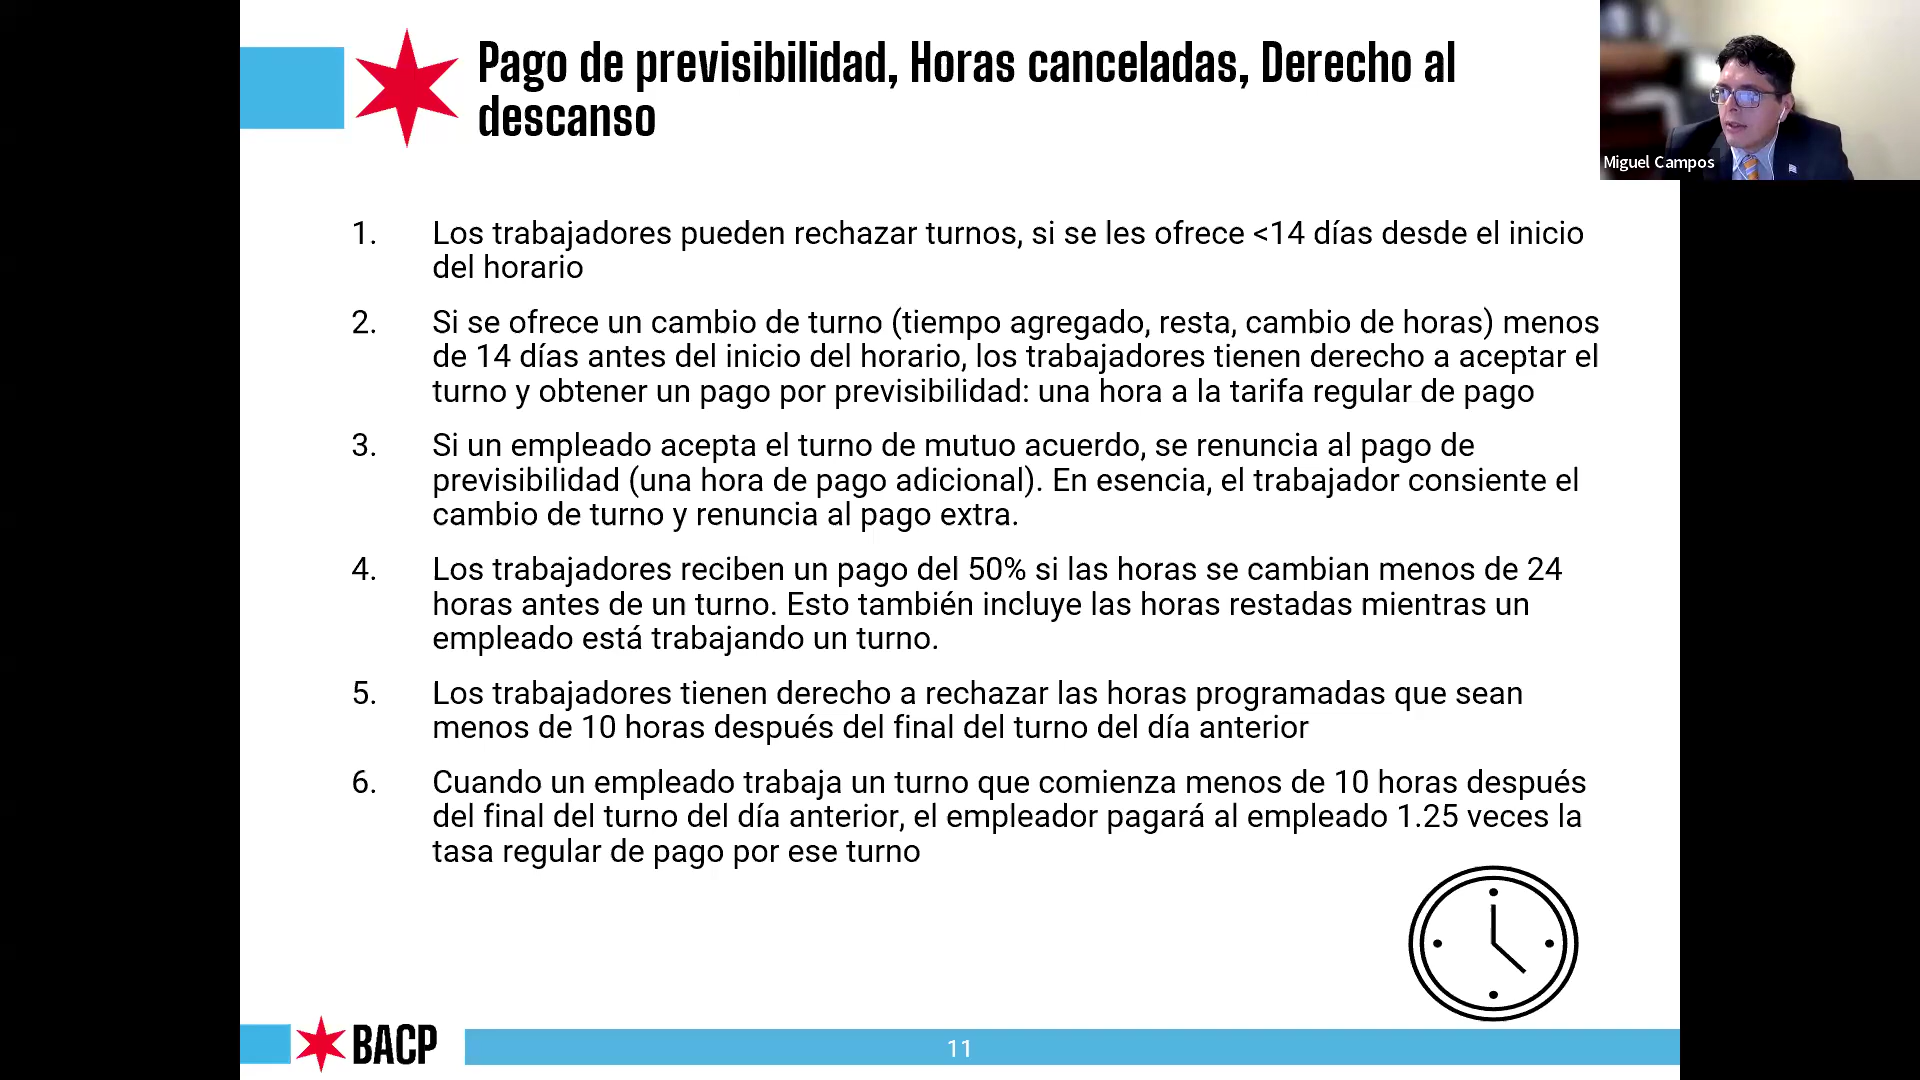 Pago de previsibilidad, Horas canceladas, Derecho al
descanso
Miguel Campos
1. Los trabajadores pueden rechazar turnos, si se les ofrece <14 días desde el inicio
del horario
2. Si se ofrece un cambio de turno (tiempo agregado, resta, cambio de horas) menos
de 14 días antes del inicio del horario, los trabajadores tienen derecho a aceptar el
turno y obtener un pago por previsibilidad: una hora a la tarifa regular de pago
3. Si un empleado acepta el turno de mutuo acuerdo, se renuncia al pago de
previsibilidad (una hora de pago adicional). En esencia, el trabajador consiente el
cambio de turno y renuncia al pago extra.
4. Los trabajadores reciben un pago del 50% si las horas se cambian menos de 24
horas antes de un turno. Esto también incluye las horas restadas mientras un
empleado está trabajando un turno.
5. Los trabajadores tienen derecho a rechazar las horas programadas que sean
menos de 10 horas después del final del turno del día anterior
6. Cuando un empleado trabaja un turno que comienza menos de 10 horas después
del final del turno del día anterior, el empleador pagará al empleado 1.25 veces la
tasa regular de pago por ese turno
BACP
11